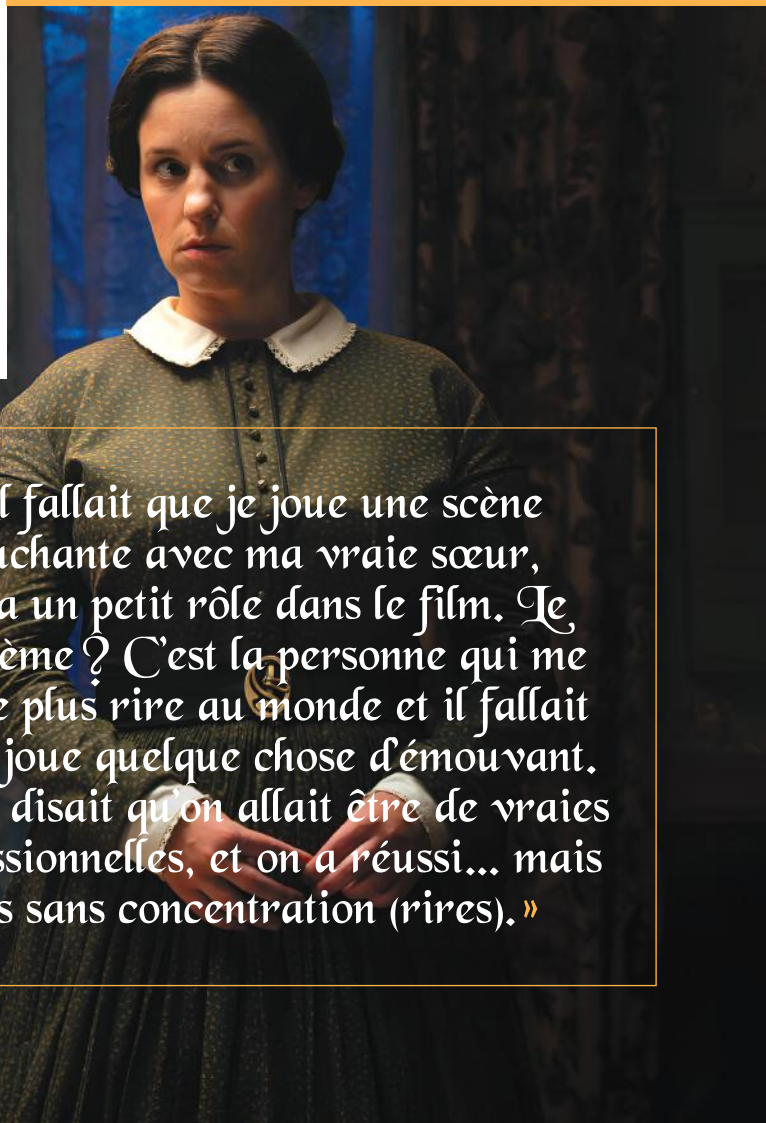 l fallait que je joue une scène
uchante avec ma vraie sœur,
a un petit rôle dans le film. Le
ème ? C'est la personne qui me
e plus rire au monde et il fallait
joue quelque chose d'émouvant.
disait qu'on allait être de vraies
ssionnelles, et on a réussi... mais
s sans concentration (rires). »